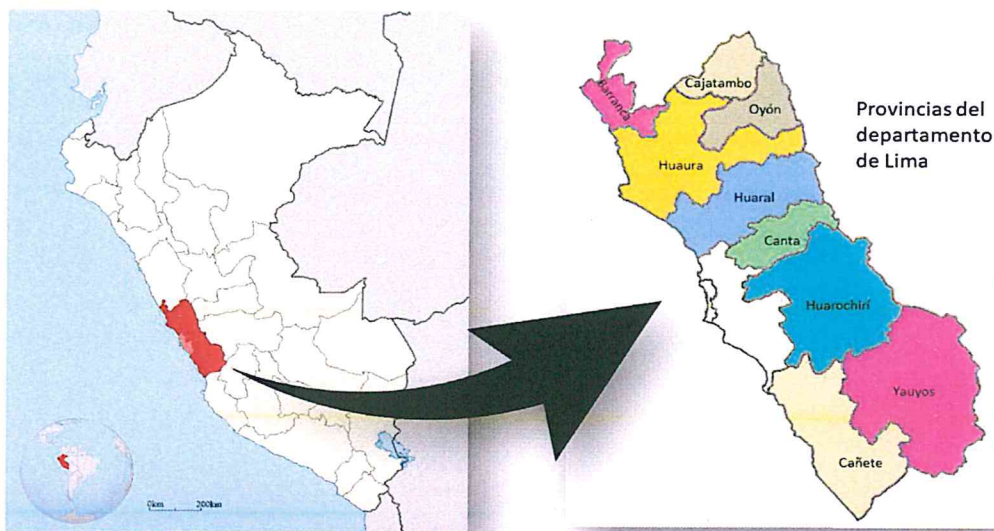 Cajatambo
Barranca
Oyón
Provincias del
departamento
de Lima
Huaura
Huaral
Canta
Huarochirí
Yauyos
Cañete
0km 200km